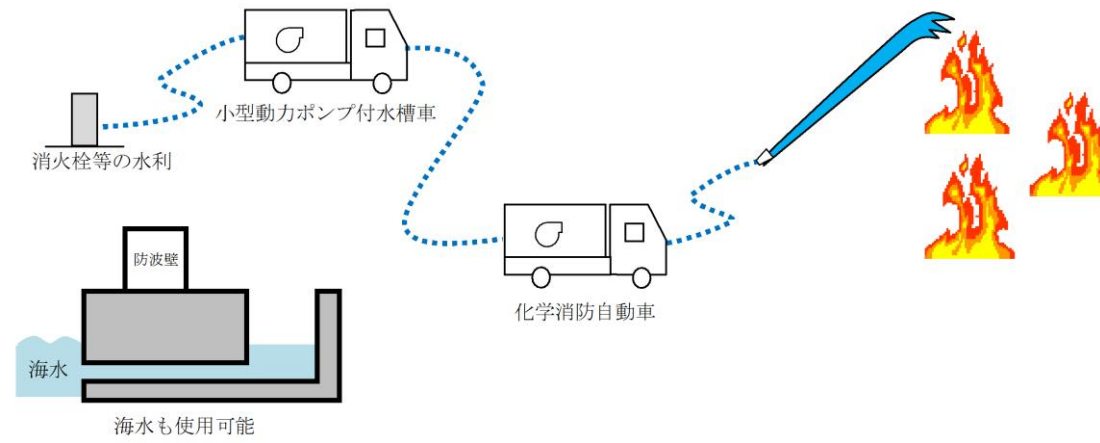 小型動力ポンプ付水槽車
消火栓等の水利
化学消防自動車
防波壁
海水
海水も使用可能